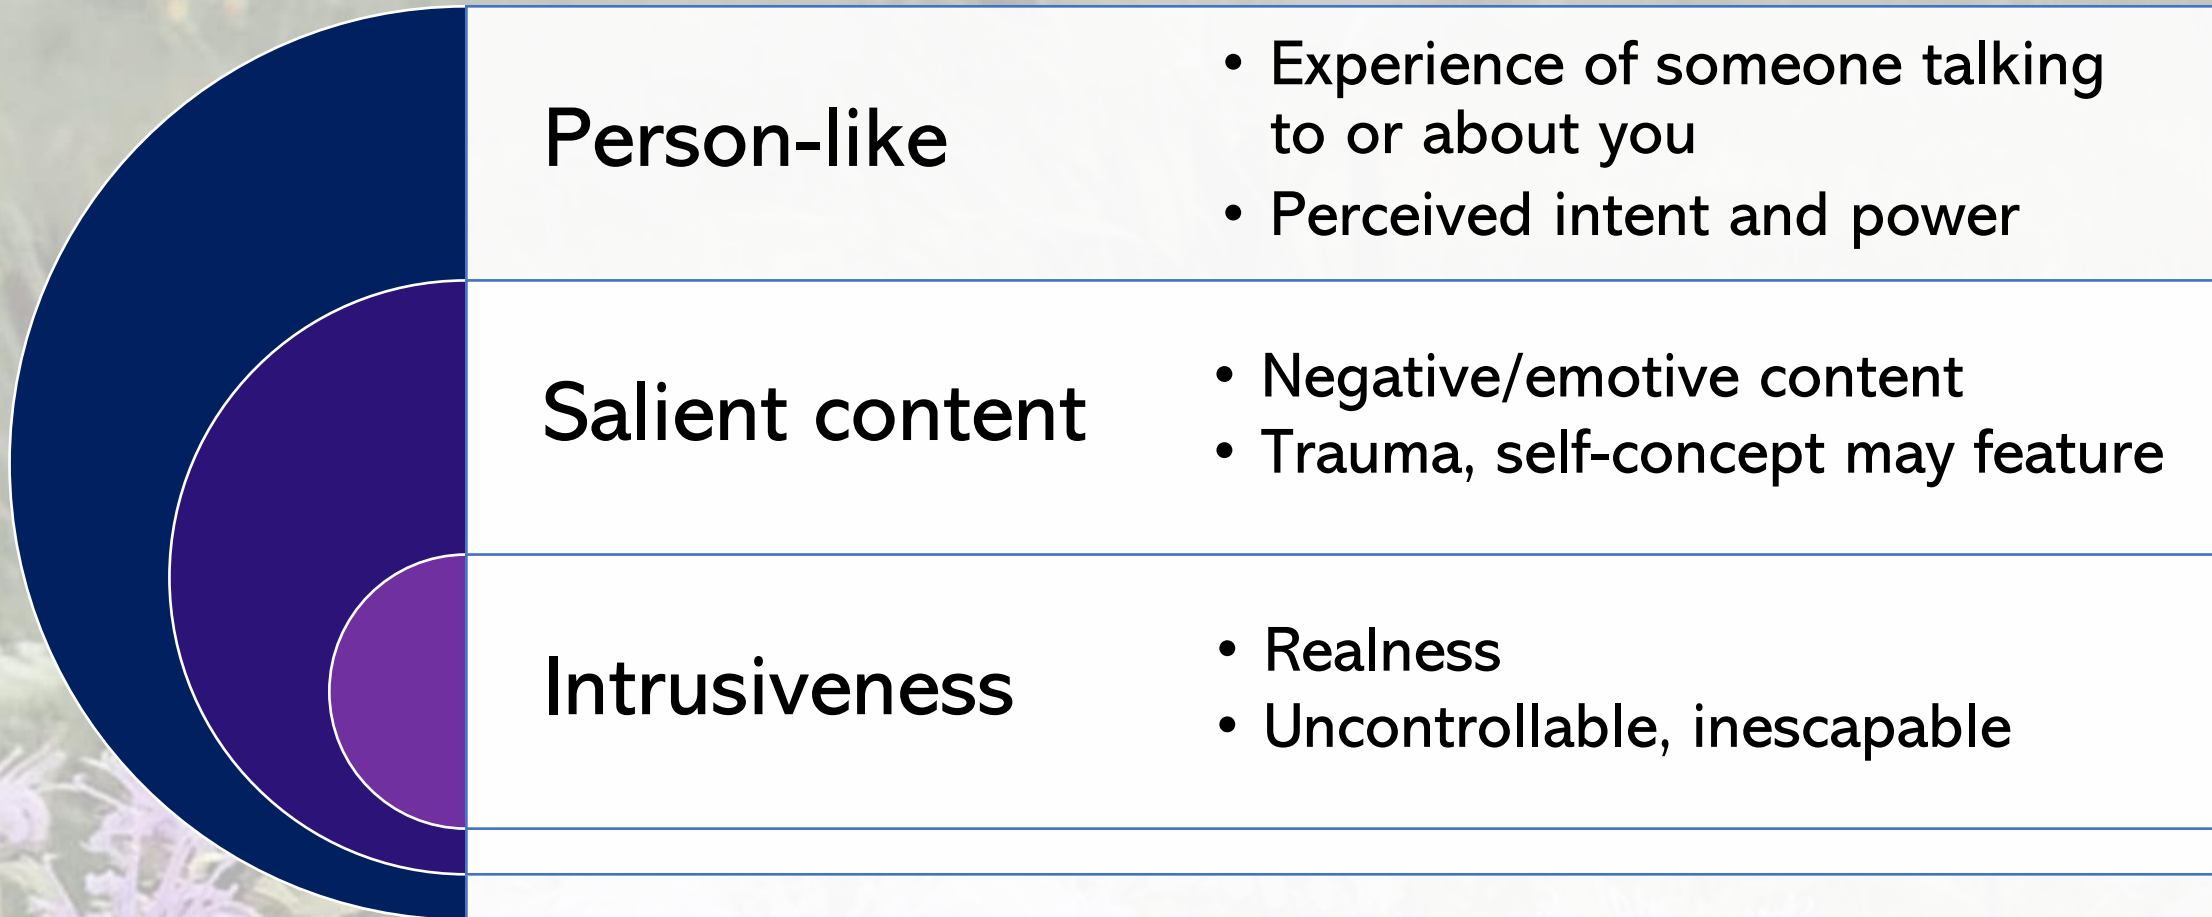 Person-like
• Experience of someone talking
to or about you
• Perceived intent and power
Salient content
• Negative/emotive content
• Trauma, self-concept may feature
Intrusiveness
• Realness
• Uncontrollable, inescapable